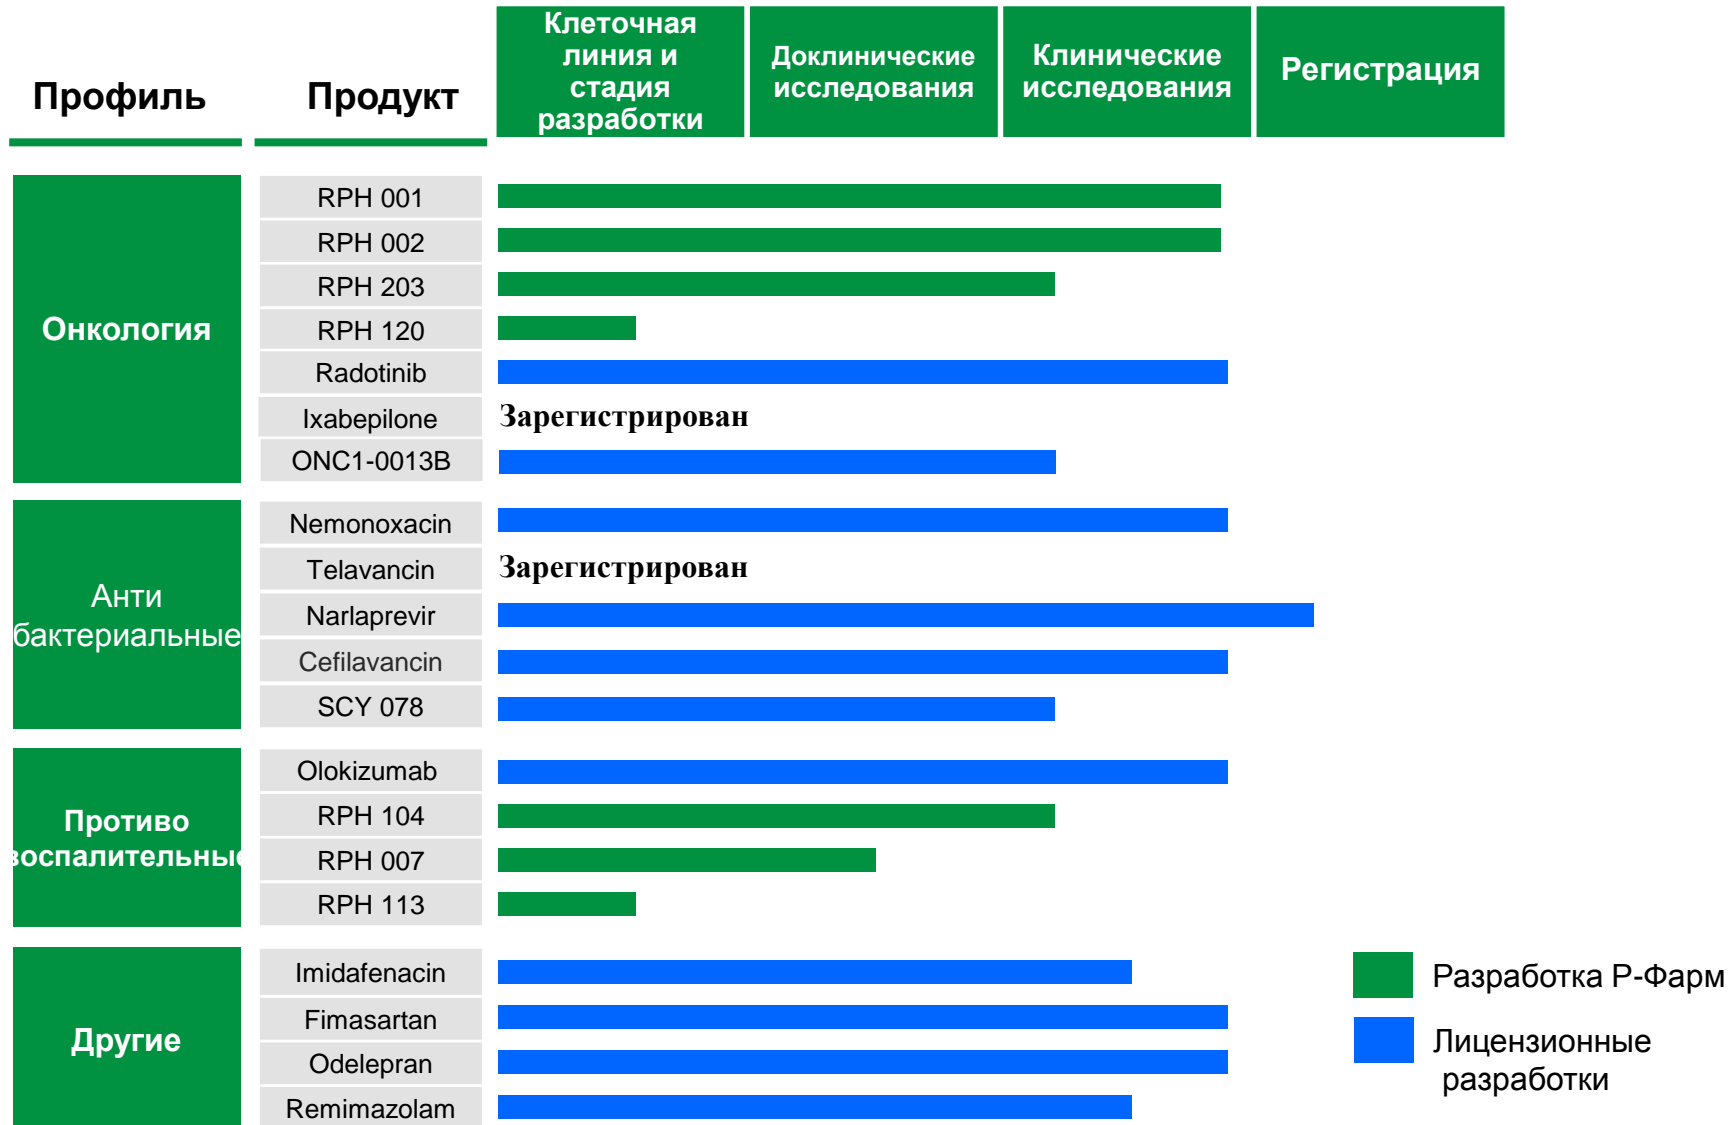 Профиль
Продукт
Клеточная
линия и
стадия
разработки
Доклинические
исследования
Клинические
исследования
Регистрация
Онкология
RPH 001
RPH 002
RPH 203
RPH 120
Radotinib
Ixabepilone
Зарегистрирован
ONC1-0013B
Анти
бактериальные
Nemonoxacin
Telavancin
Зарегистрирован
Narlaprevir
Cefilavancin
SCY 078
Противо
воспалительные
Olokizumab
RPH 104
RPH 007
RPH 113
Другие
Imidafenacin
Fimasartan
Odelepran
Remimazolam
Разработка Р-Фарм
Лицензионные
разработки